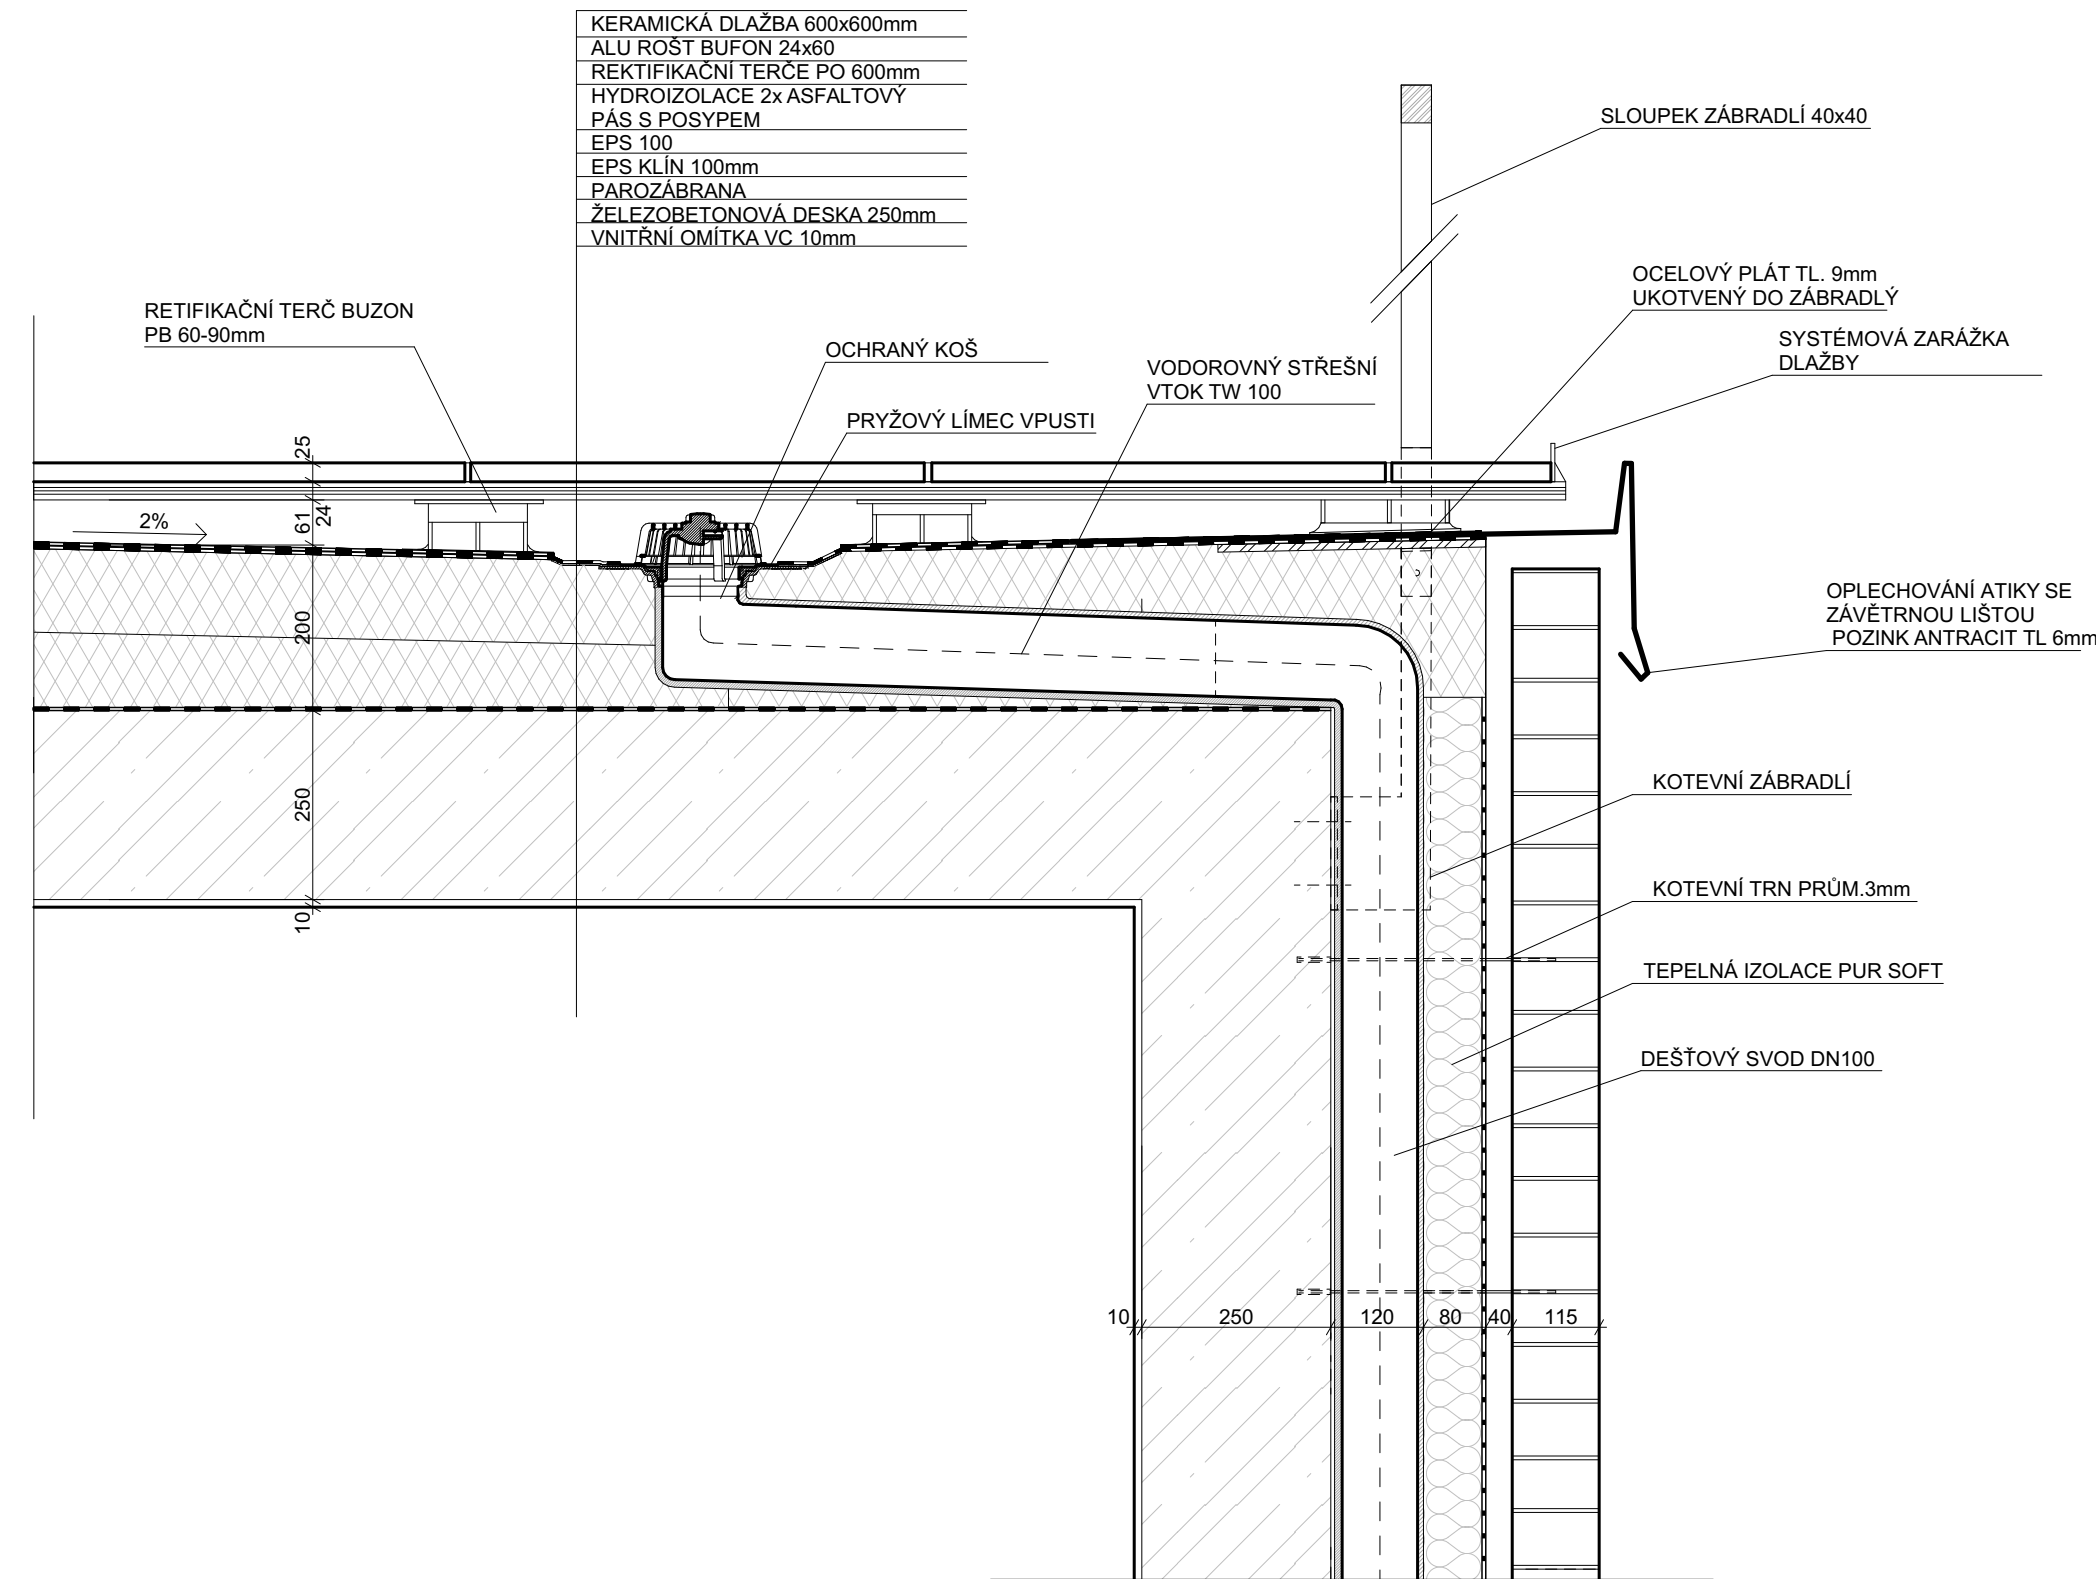 KERAMICKÁ DLAŽBA 600x600mm
ALU ROŠT BUFON 24x60
REKTIFIKAČNÍ TERČE PO 600mm
HYDROIZOLACE 2x ASFALTOVÝ
PÁS S POSYPEM
EPS 100
EPS KLÍN 100mm
PAROZÁBRANA
ŽELEZOBETONOVÁ DESKA 250mm
VNITŘNÍ OMÍTKA VC 10mm
SLOUPEK ZÁBRADLÍ 40x40
OCELOVÝ PLÁT TL. 9mm
UKOTVENÝ DO ZÁBRADLÝ
SYSTÉMOVÁ ZARÁŽKA
DLAŽBY
RETIFIKAČNÍ TERČ BUZON
PB 60-90mm
OCHRANÝ KOŠ
VODOROVNÝ STŘEŠNÍ
VTOK TW 100
PRYŽOVÝ LÍMEC VPUSTI
25
24
61
2%
200
250
10
OPLECHOVÁNÍ ATIKY SE
ZÁVĚTRNOU LIŠTOU
POZINK ANTRACIT TL 6mm
KOTEVNÍ ZÁBRADLÍ
KOTEVNÍ TRN PRŮM.3mm
TEPELNÁ IZOLACE PUR SOFT
DEŠŤOVÝ SVOD DN100
10 250 120 80 40 115